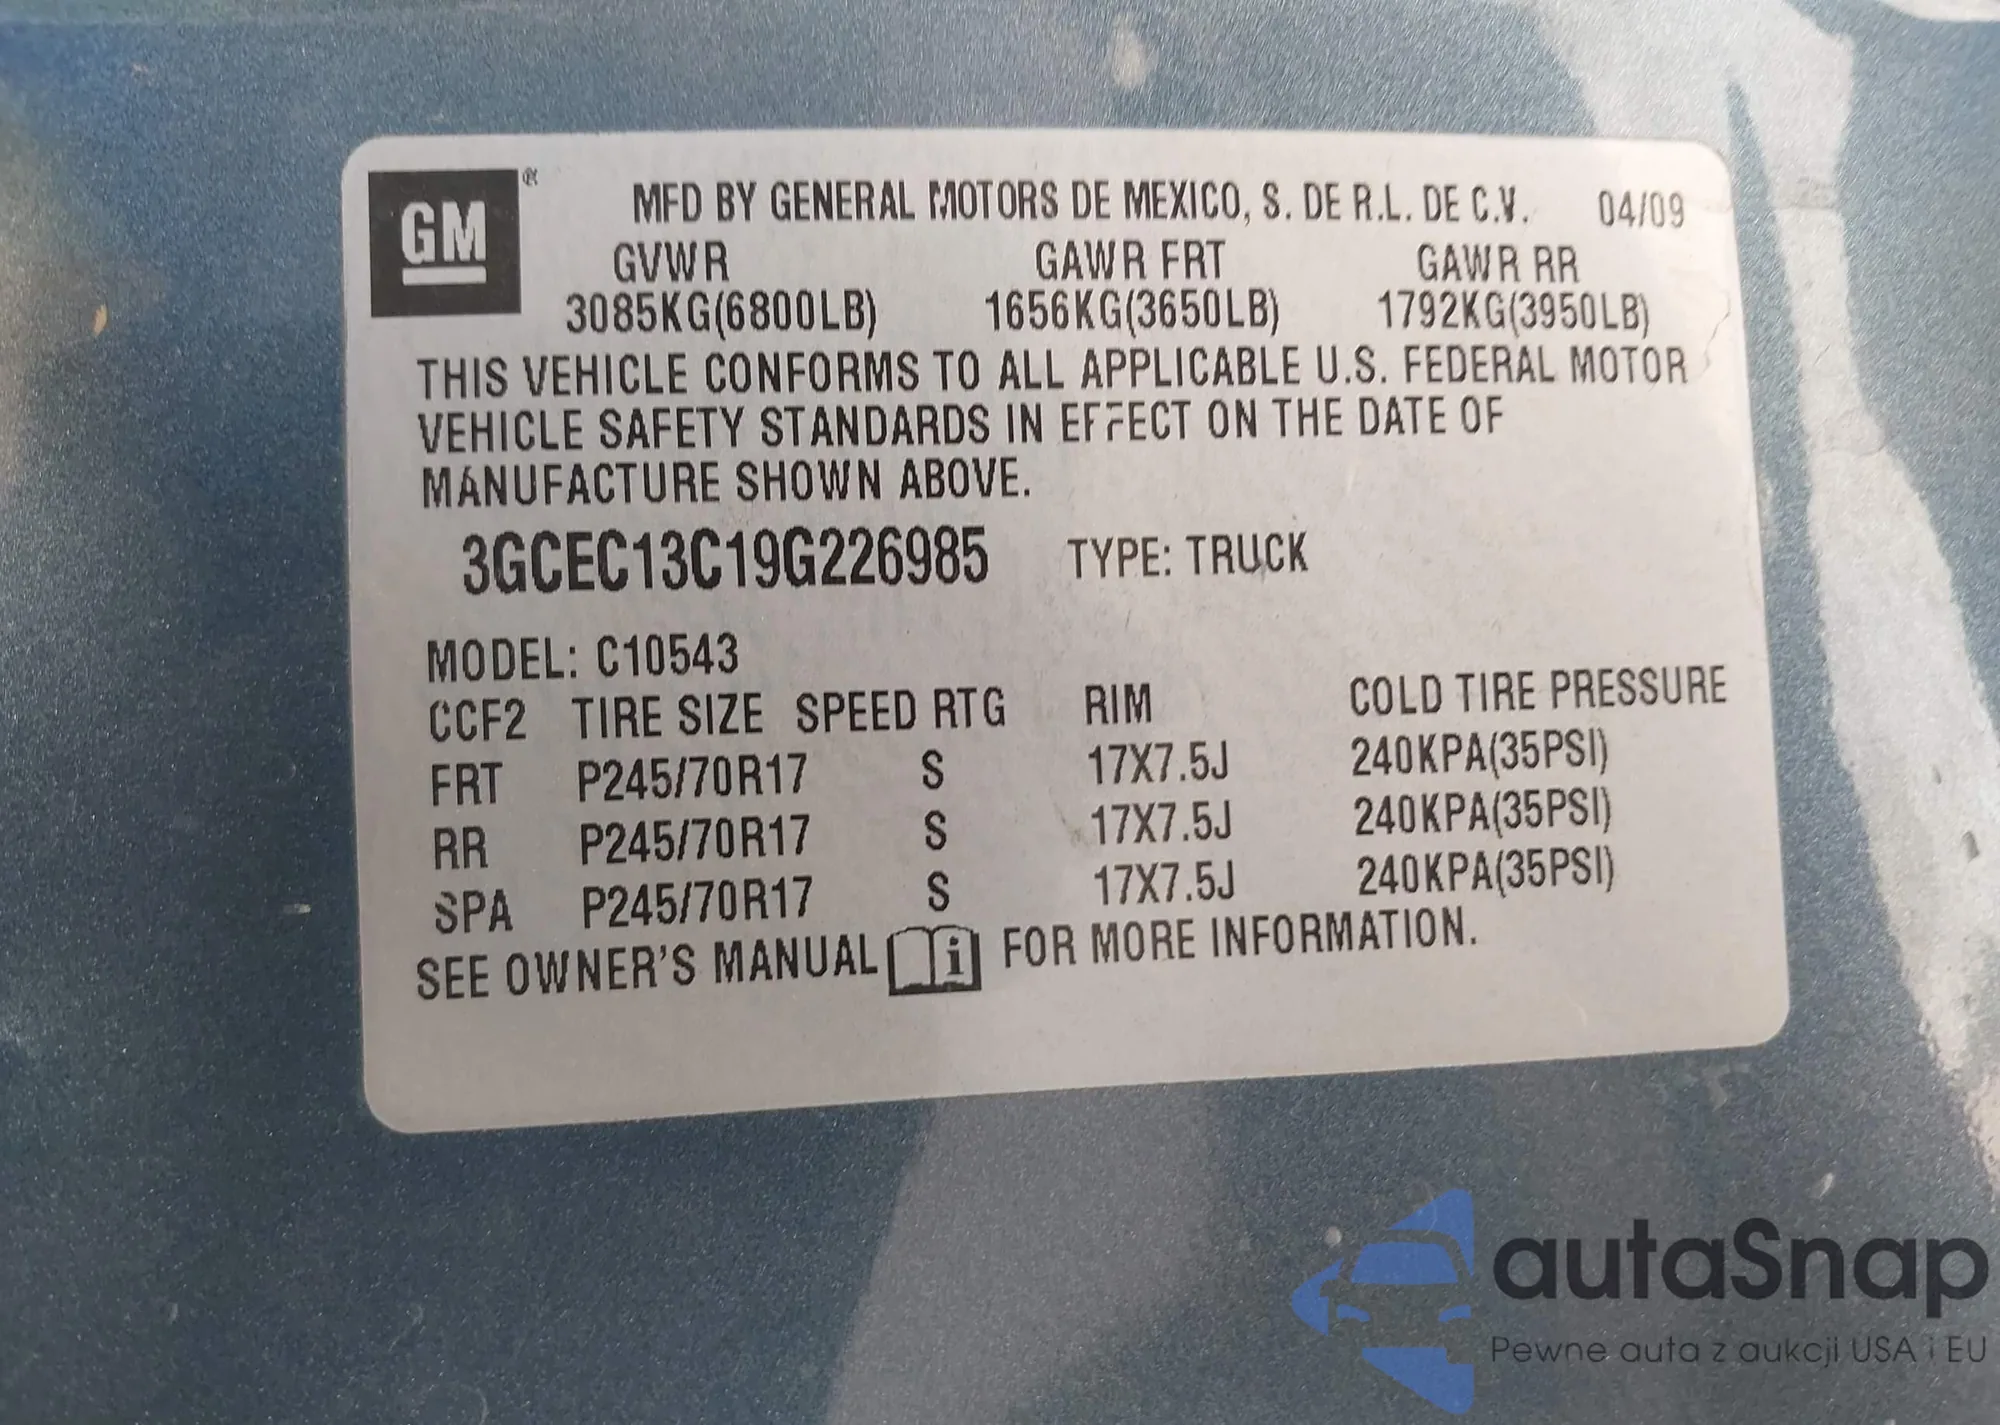 GM
MFD BY GENERAL MOTORS DE MEXICO, S. DE R.L. DE C.V. 04/09
GVWR GAWR FRT GAWR RR
3085KG(6800LB) 1656KG(3650LB) 1792KG(3950LB)
THIS VEHICLE CONFORMS TO ALL APPLICABLE U.S. FEDERAL MOTOR
VEHICLE SAFETY STANDARDS IN EFFECT ON THE DATE OF
MANUFACTURE SHOWN ABOVE.
3GCEC13C19G226985 TYPE: TRUCK
MODEL: C10543
CCF2 TIRE SIZE SPEED RTG RIM COLD TIRE PRESSURE
FRT P245/70R17 S 17X7.5J 240KPA(35PSI)
RR P245/70R17 S 17X7.5J 240KPA(35PSI)
SPA P245/70R17 S 17X7.5J 240KPA(35PSI)
SEE OWNER'S MANUAL i FOR MORE INFORMATION.
autaSnap
Pewne auta z aukcji USA i EU